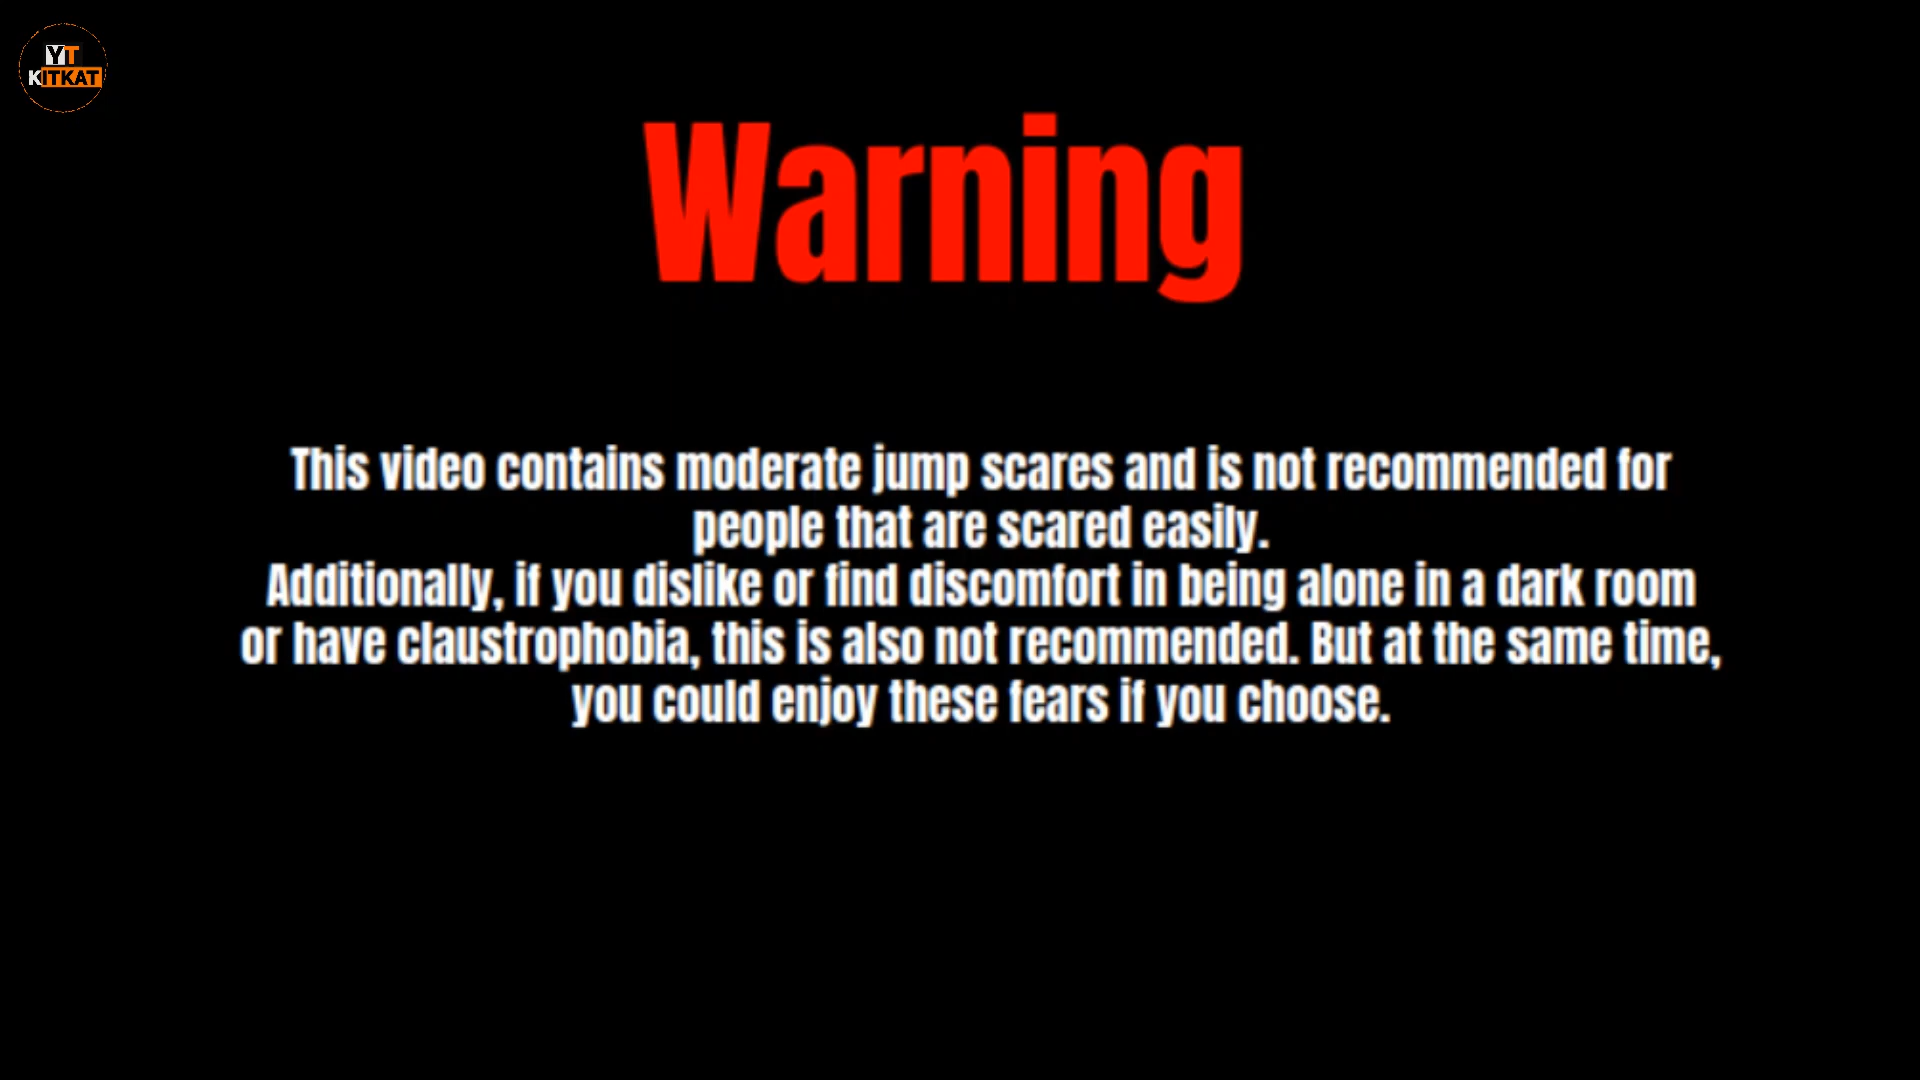 YT
KITKAT
Warning
This video contains moderate jump scares and is not recommended for
people that are scared easily.
Additionally, if you dislike or find discomfort in being alone in a dark room
or have claustrophobia, this is also not recommended. But at the same time,
you could enjoy these fears if you choose.